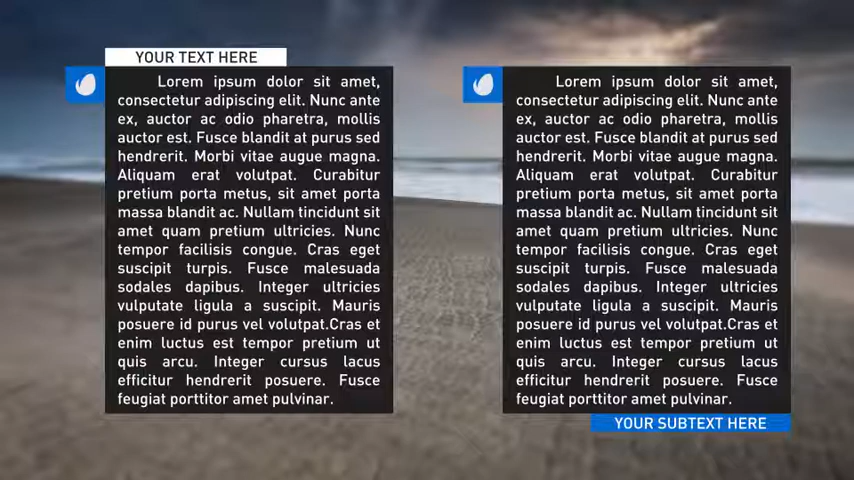 YOUR TEXT HERE
Lorem ipsum dolor sit amet,
consectetur adipiscing elit. Nunc ante
ex, auctor ac odio pharetra, mollis
auctor est. Fusce blandit at purus sed
hendrerit. Morbi vitae augue magna.
Aliquam erat volutpat. Curabitur
pretium porta metus, sit amet porta
massa blandit ac. Nullam tincidunt sit
amet quam pretium ultricies. Nunc
tempor facilisis congue. Cras eget
suscipit turpis. Fusce malesuada
sodales dapibus. Integer ultricies
vulputate ligula a suscipit. Mauris
posuere id purus vel volutpat.Cras et
enim luctus est tempor pretium ut
quis arcu. Integer cursus lacus
efficitur hendrerit posuere. Fusce
feugiat porttitor amet pulvinar.
Lorem ipsum dolor sit amet,
consectetur adipiscing elit. Nunc ante
ex, auctor ac odio pharetra, mollis
auctor est. Fusce blandit at purus sed
hendrerit. Morbi vitae augue magna.
Aliquam erat volutpat. Curabitur
pretium porta metus, sit amet porta
massa blandit ac. Nullam tincidunt sit
amet quam pretium ultricies. Nunc
tempor facilisis congue. Cras eget
suscipit turpis. Fusce malesuada
sodales dapibus. Integer ultricies
vulputate ligula a suscipit. Mauris
posuere id purus vel volutpat.Cras et
enim luctus est tempor pretium ut
quis arcu. Integer cursus lacus
efficitur hendrerit posuere. Fusce
feugiat porttitor amet pulvinar.
YOUR SUBTEXT HERE